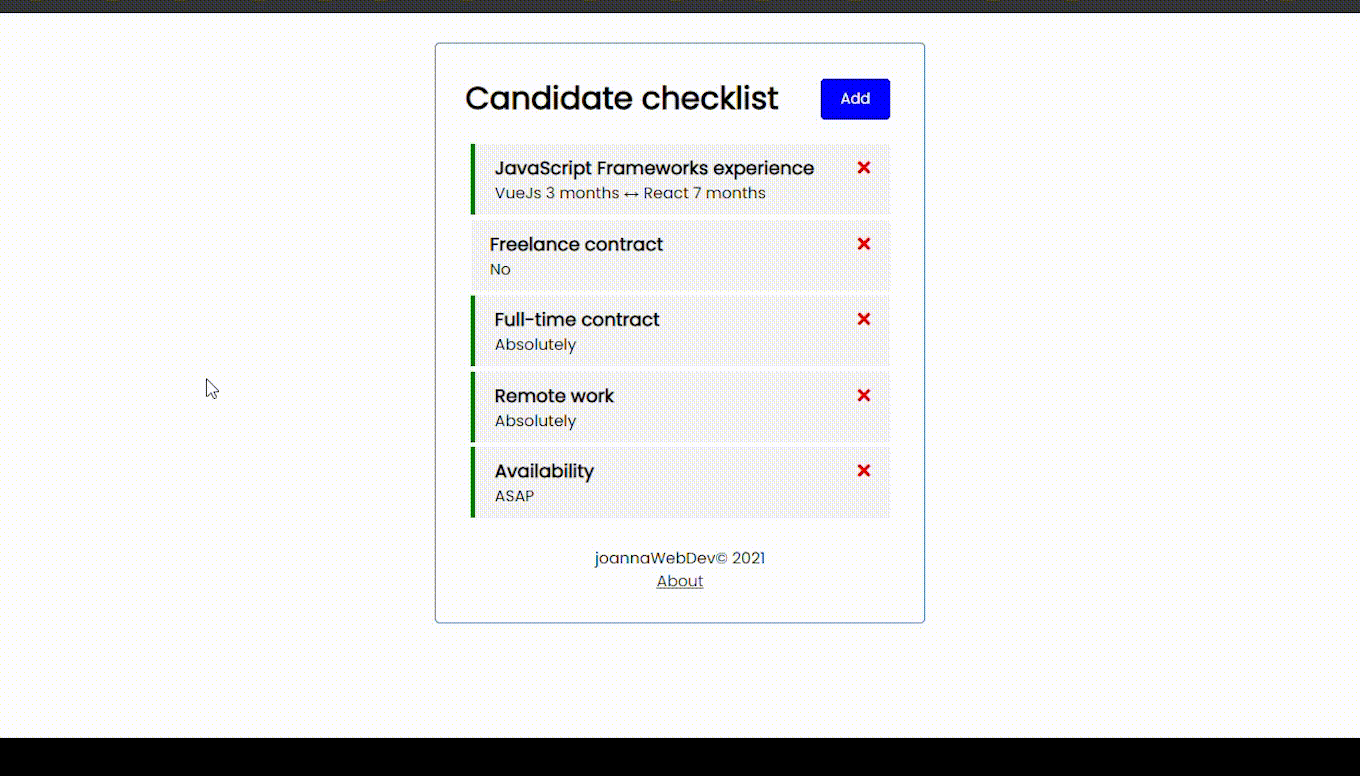 Candidate checklist
Add
JavaScript Frameworks experience
VueJs 3 months ↔ React 7 months
Freelance contract
No
Full-time contract
Absolutely
Remote work
Absolutely
Availability
ASAP
joannaWebDev© 2021
About